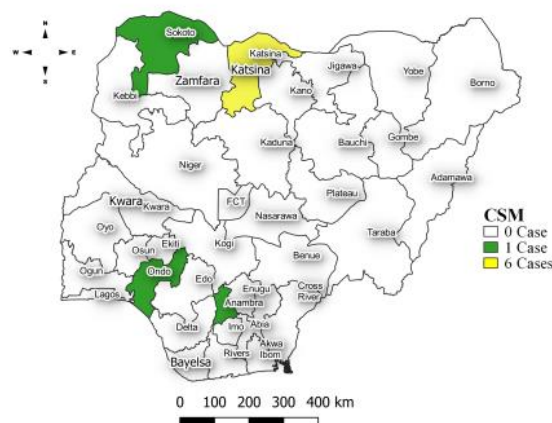 N
W E
S
Sokoto
Katsina
Katsina
Kebbi
Zamfara
Jigawa
Yobe
Borno
Kano
Kaduna
Bauchi
Gombe
Niger
Adamawa
Plateau
FCT
Kwara
Kwara
Nasarawa
Taraba
Oyo
Osun
Ekiti
Kogi
Benue
Ogun
Ondo
Edo
Lagos
Enugu
Anambra
Cross
River
Delta
Imo
Abia
Bayelsa
Rivers
Akwa
Ibom
CSM
0 Case
1 Case
6 Cases
0 100 200 300 400 km